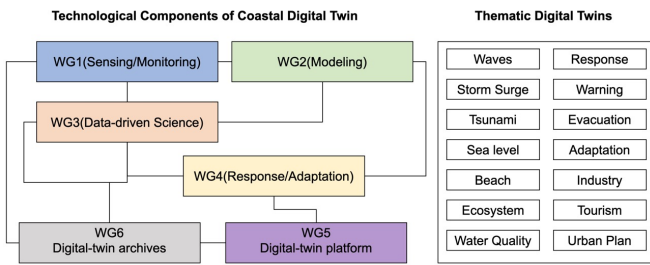 Technological Components of Coastal Digital Twin
WG1(Sensing/Monitoring)
WG2(Modeling)
WG3(Data-driven Science)
WG4(Response/Adaptation)
WG6
Digital-twin archives
WG5
Digital-twin platform
Thematic Digital Twins
Waves
Response
Storm Surge
Warning
Tsunami
Evacuation
Sea level
Adaptation
Beach
Industry
Ecosystem
Tourism
Water Quality
Urban Plan